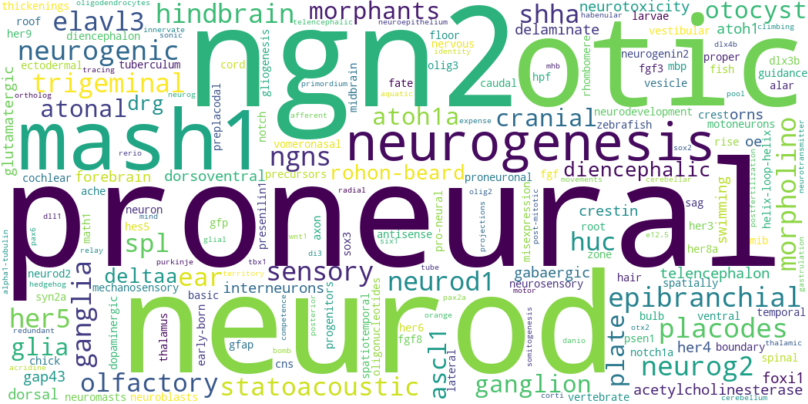 thickenings oligodendrocytes telencephalic neuroepithelium morphants neurotoxicity larvae habenular climbing
roof innervate hindbrain shha otocyst
her9 elavl3 sonic floor delaminate vestibular atoh1 dlx4b
diencephalon nervous identity neurogenin2 proper dlx3b
neurogenic tuberculum gliogenesis olig3 hpf fgf3 mbp fish guidance
ectodermal cord midbrain caudal rhombomere vesicle alar
tracing trigeminal preplacodal fate mhb
ortholog neurog primordium aquatic pool
glutamatergic atonal drg notch ngn2 otic
afferent atoh1a expense cranial neurodevelopment crest orns
mash1 vomeronasal ngns neurogenesis zebrafish motoneurons neurotransmitter
rerio sox2 rise oe helix-loop-helix
cochlear forebrain dorsoventral precursors rohon-beard proneuronal fgf diencephalic morpholino
ache radial olig2 movements cerebellar sag postfertilization
proneural
dll1 neuron mind presenilin1 pro-neural misexpression post-mitotic e12.5 crestin swimming
pax6 math1 hes5 gfp axon antisense root her3 mib
alpha1-tubulin spl glial wnt1 sox3 six1 projections huc zone her8a gastrulation
relay purkinje tbx1 di3
neurod2 deltaa ear territory sensory tube neurod1 gabaergic hair telencephalon
hedgehog mechanosensory neurosensory spatially
syn2a basic interneurons motor epibranchial
redundant ganglia neurod pax2a bulb ventral temporal
her5 dopaminergic thalamus early-born competence posterior progenitors spatiotemporal oligonucleotides her6 orange somitogenesis plate otx2 placodes
glia gfap fgf8 psen1 notch1a her4 boundary thalamic
chick cns ascl1 lateral danio neurog2 spinal
acridine gap43 olfactory bomb statoacoustic ganglion foxi1
dorsal neuromasts neuroblasts corti vertebrate acetylcholinesterase cerebellum